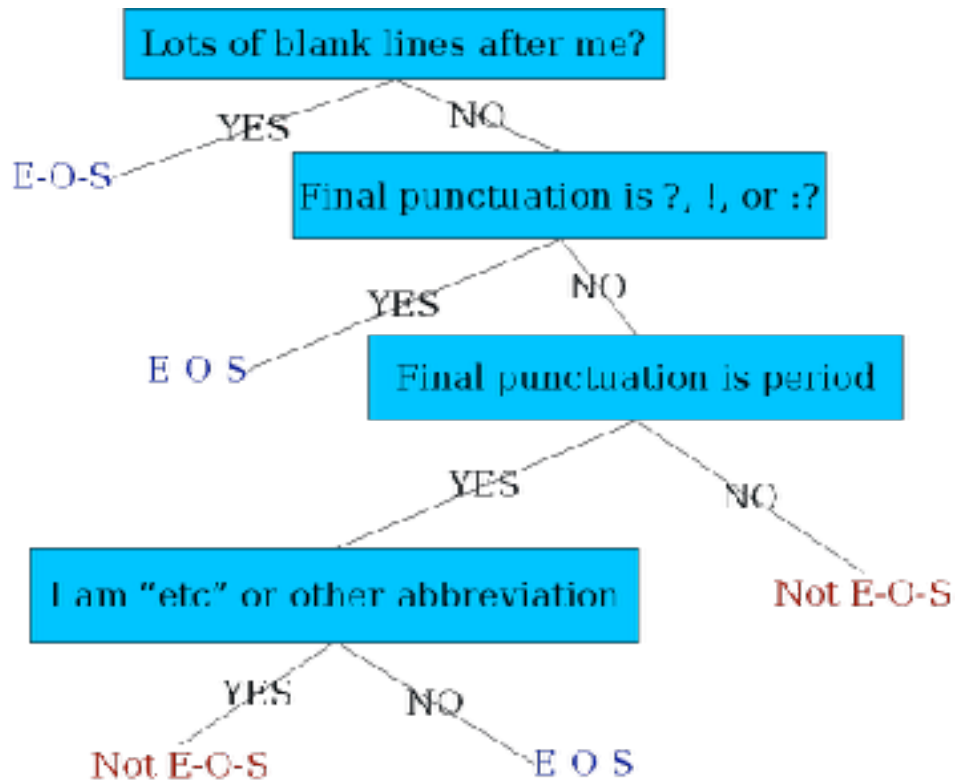 Lots of blank lines after me?
YES
NO
E-O-S
Final punctuation is ?, !, or :?
YES
NO
E O S
Final punctuation is period
YES
NO
I am “etc” or other abbreviation
Not E-O-S
YES
NO
Not E-O-S
E O S